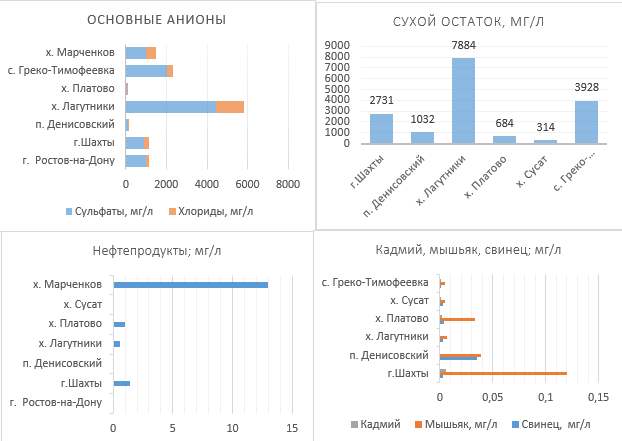 ОСНОВНЫЕ АНИОНЫ
х. Марченков
с. Греко-Тимофеевка
х. Платово
х. Лагутники
п. Денисовский
г.Шахты
г. Ростов-на-Дону
0 2000 4000 6000 8000
Сульфаты, мг/л Хлориды, мг/л
СУХОЙ ОСТАТОК, МГ/Л
9000
8000
7000
6000
5000
4000
3000
2000
1000
0
2731 1032 7884 684 314 3928
г.Шахты
п. Денисовский
х. Лагутники
х. Платово
х. Сусат
с. Греко-...
Нефтепродукты; мг/л
х. Марченков
х. Сусат
х. Платово
х. Лагутники
п. Денисовский
г.Шахты
г. Ростов-на-Дону
0 5 10 15
Кадмий, мышьяк, свинец; мг/л
с. Греко-Тимофеевка
х. Сусат
х. Платово
х. Лагутники
п. Денисовский
г.Шахты
0 0,05 0,1 0,15
Кадмий Мышьяк, мг/л Свинец, мг/л